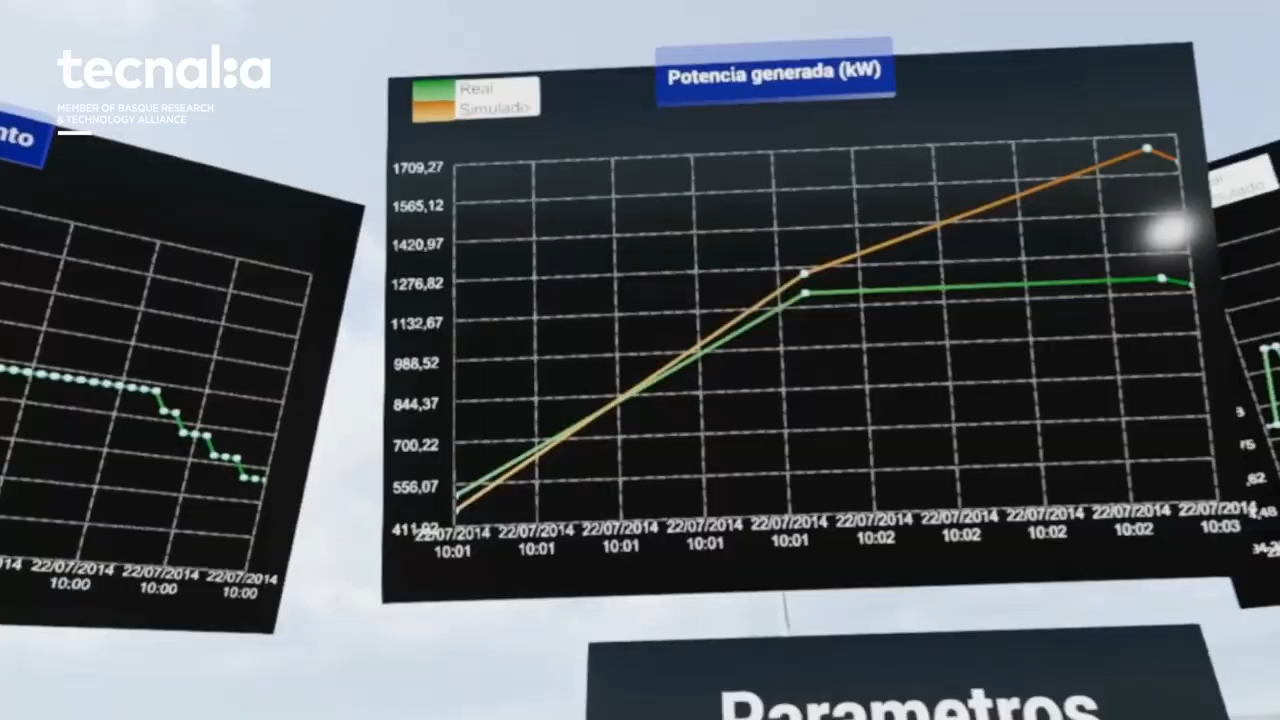 tecnalia
MEMBER OF BASQUE RESEARCH
& TECHNOLOGY ALLIANCE
nto
Potencia generada (kW)
Real
Simulado
1709,27
1565,12
1420,97
1276,82
1132,67
988,52
844,37
700,22
556,07
411,92
22/07/2014 22/07/2014 22/07/2014 22/07/2014 22/07/2014 22/07/2014 22/07/2014 22/07/2014 22/07/2014 22/07/2014
10:01 10:01 10:01 10:01 10:01 10:02 10:02 10:02 10:02 10:03
14 22/07/2014 22/07/2014 22/07/2014
10:00 10:00 10:00
Parametros